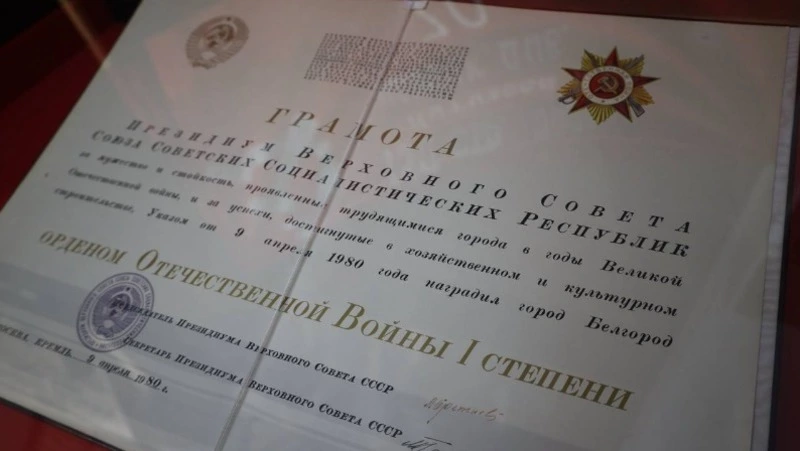 ГРАМОТА
ПРЕЗИДИУМ ВЕРХОВНОГО СОВЕТА
СОЮЗА СОВЕТСКИХ СОЦИАЛИСТИЧЕСКИХ РЕСПУБЛИК
за мужество и стойкость, проявленные трудящимися города в годы Великой
Отечественной войны, и за успехи, достигнутые в хозяйственном и культурном
строительстве, Указом от 9 апреля 1980 года наградил город Белгород
орденом Отечественной Войны I степени
Председатель Президиума Верховного Совета СССР
Секретарь Президиума Верховного Совета СССР
Москва, Кремль. 9 апреля 1980 г.